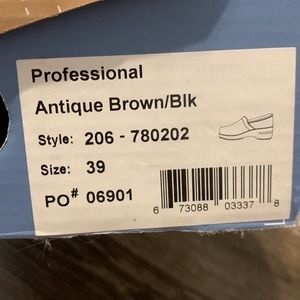 Professional
Antique Brown/Blk
Style: 206 - 780202
Size: 39
PO# 06901
6 73088 03337 8